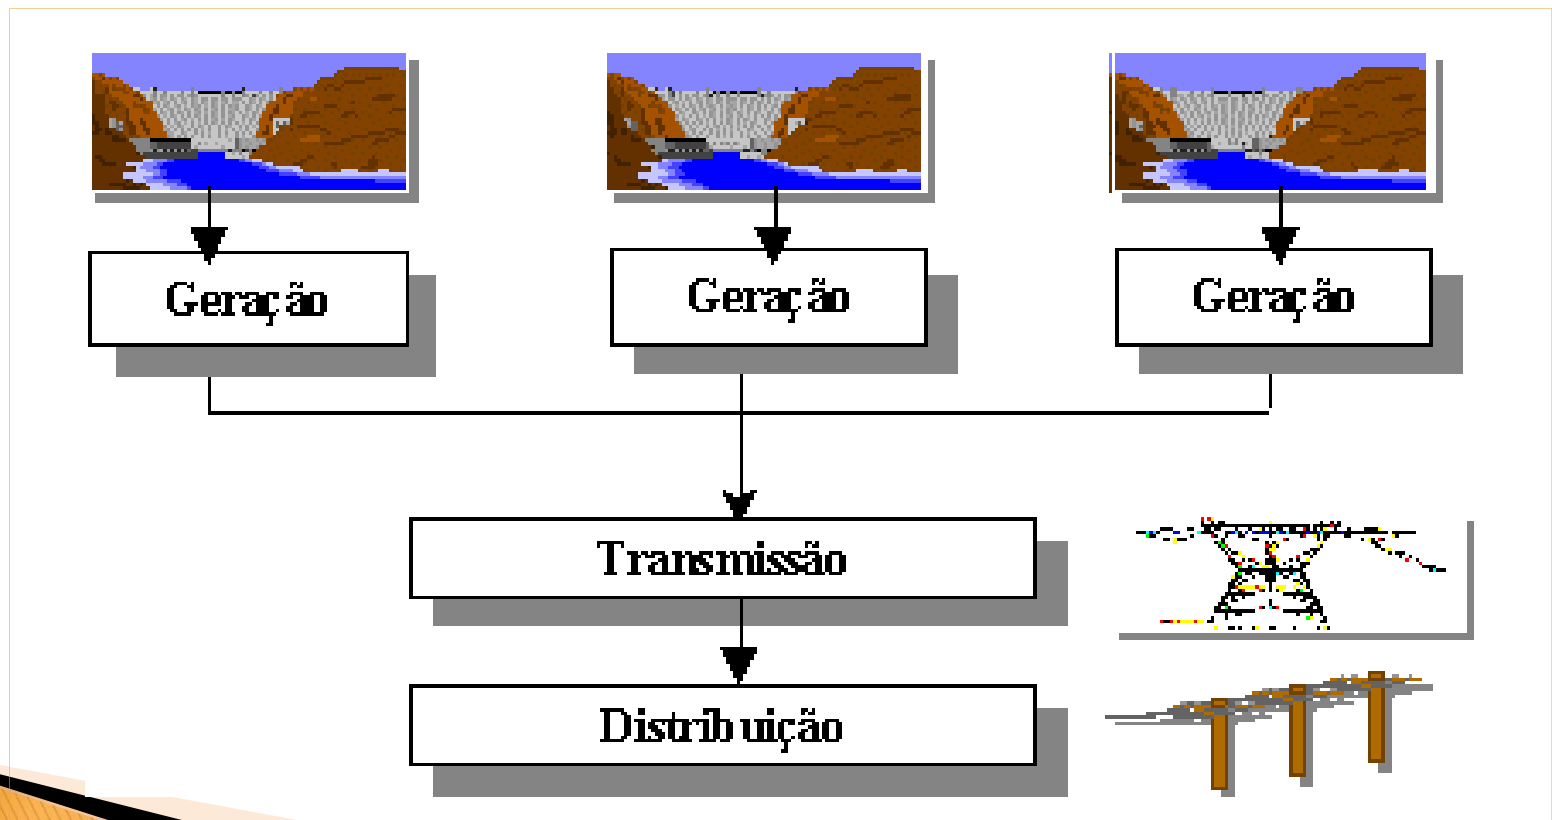 Geração
Geração
Geração
Transmissão
Distribuição